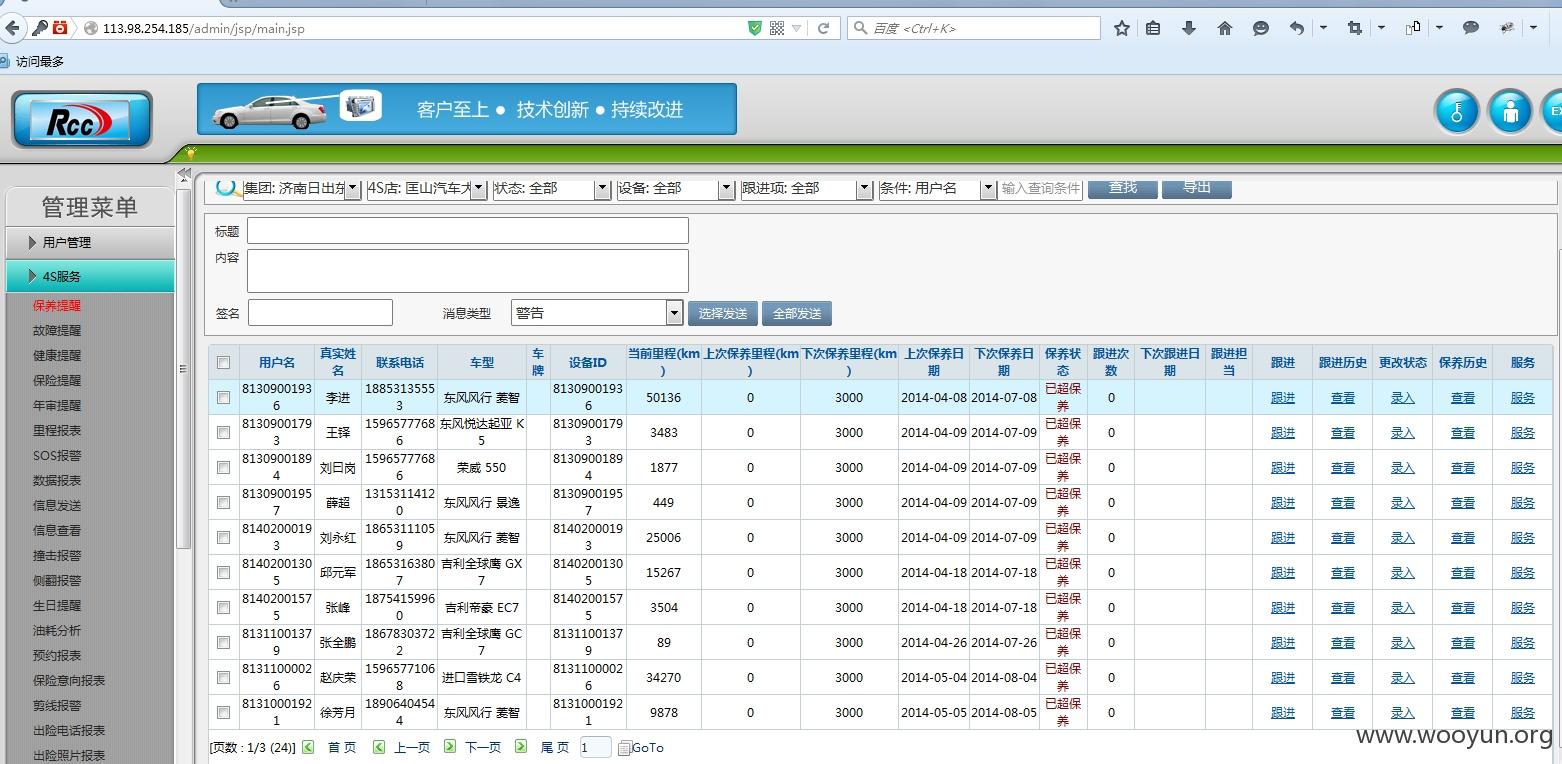 113.98.254.185/admin/jsp/main.jsp
百度 <Ctrl+K>
访问最多
Rcc
客户至上 ● 技术创新 ● 持续改进
EX
管理菜单
用户管理
4S服务
保养提醒
故障提醒
健康提醒
保险提醒
年审提醒
里程报表
SOS报警
数据报表
信息发送
信息查看
撞击报警
侧翻报警
生日提醒
油耗分析
预约报表
保险意向报表
剪线报警
出险电话报表
出险照片报表
集团: 济南日出东 4S店: 匡山汽车大 状态: 全部 设备: 全部 跟进项: 全部 条件: 用户名 输入查询条件 查找 导出
标题
内容
签名 消息类型 警告 选择发送 全部发送
用户名 真实姓名 联系电话 车型 车牌 设备ID 当前里程(km) 上次保养里程(km) 下次保养里程(km) 上次保养日期 下次保养日期 保养状态 跟进次数 下次跟进日期 跟进担当 跟进 跟进历史 更改状态 保养历史 服务
81309001936 李进 18853135553 东风风行 菱智 81309001936 50136 0 3000 2014-04-08 2014-07-08 已超保养 0 跟进 查看 录入 查看 服务
81309001793 王铎 15965777686 东风悦达起亚 K5 81309001793 3483 0 3000 2014-04-09 2014-07-09 已超保养 0 跟进 查看 录入 查看 服务
81309001894 刘日岗 15965777686 荣威 550 81309001894 1877 0 3000 2014-04-09 2014-07-09 已超保养 0 跟进 查看 录入 查看 服务
81309001957 薛超 13153114120 东风风行 景逸 81309001957 449 0 3000 2014-04-09 2014-07-09 已超保养 0 跟进 查看 录入 查看 服务
81402000193 刘永红 18653111059 东风风行 菱智 81402000193 25006 0 3000 2014-04-09 2014-07-09 已超保养 0 跟进 查看 录入 查看 服务
81402001305 邱元军 18653163807 吉利全球鹰 GX7 81402001305 15267 0 3000 2014-04-18 2014-07-18 已超保养 0 跟进 查看 录入 查看 服务
81402001575 张峰 18754159960 吉利帝豪 EC7 81402001575 3504 0 3000 2014-04-18 2014-07-18 已超保养 0 跟进 查看 录入 查看 服务
81311001379 张全鹏 18678303722 吉利全球鹰 GC7 81311001379 89 0 3000 2014-04-26 2014-07-26 已超保养 0 跟进 查看 录入 查看 服务
81311000026 赵庆荣 15965771068 进口雪铁龙 C4 81311000026 34270 0 3000 2014-05-04 2014-08-04 已超保养 0 跟进 查看 录入 查看 服务
81310001921 徐芳月 18906404544 东风风行 菱智 81310001921 9878 0 3000 2014-05-05 2014-08-05 已超保养 0 跟进 查看 录入 查看 服务
[页数 : 1/3 (24)] 首 页 上一页 下一页 尾 页 1 GoTo
www.wooyun.org